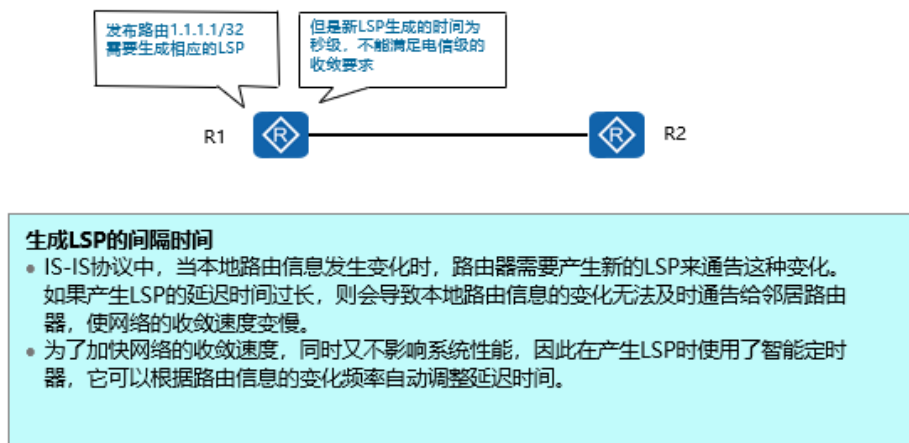 发布路由1.1.1.1/32
需要生成相应的LSP
但是新LSP生成的时间为
秒级，不能满足电信级的
收敛要求
R1
R
R
R2
生成LSP的间隔时间
• IS-IS协议中，当本地路由信息发生变化时，路由器需要产生新的LSP来通告这种变化。
如果产生LSP的延迟时间过长，则会导致本地路由信息的变化无法及时通告给邻居路由
器，使网络的收敛速度变慢。
• 为了加快网络的收敛速度，同时又不影响系统性能，因此在产生LSP时使用了智能定时
器，它可以根据路由信息的变化频率自动调整延迟时间。